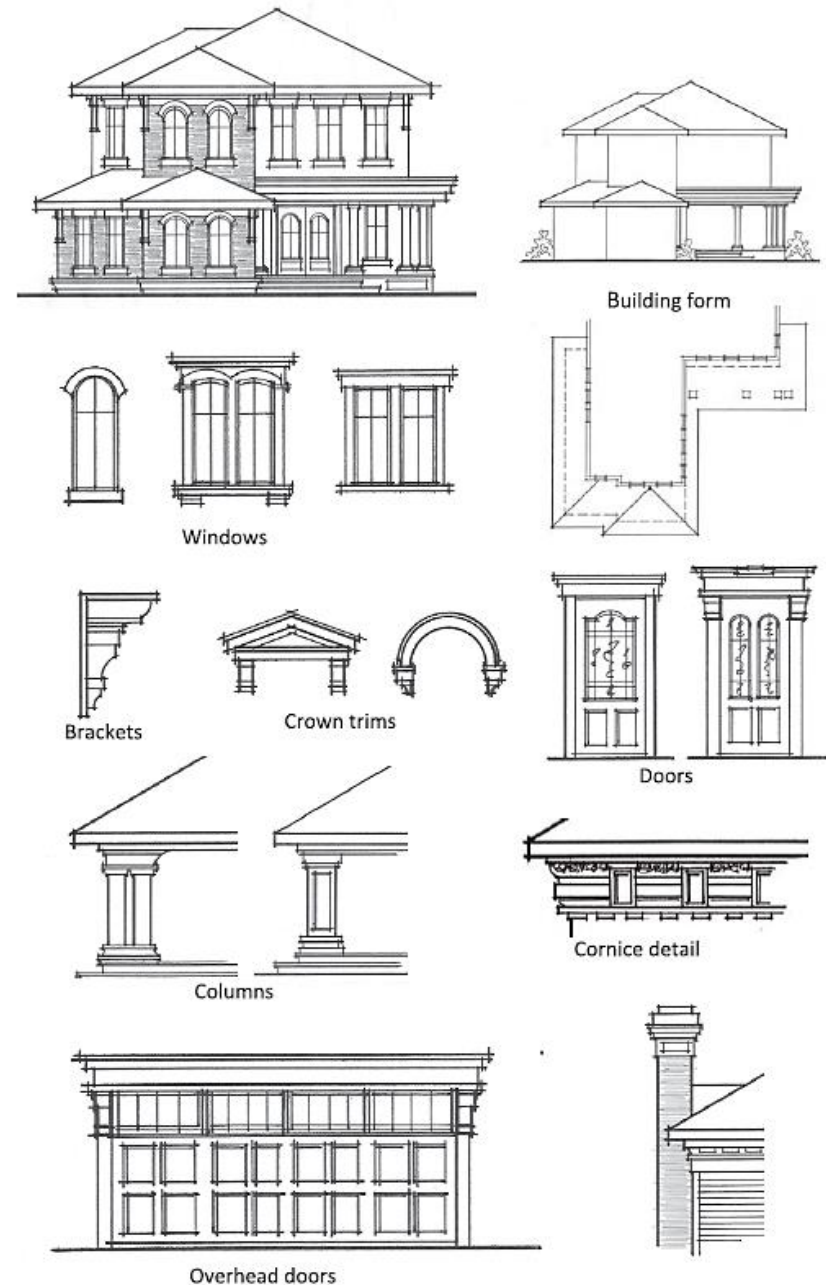 Building form
Windows
Brackets
Crown trims
Doors
Columns
Cornice detail
Overhead doors